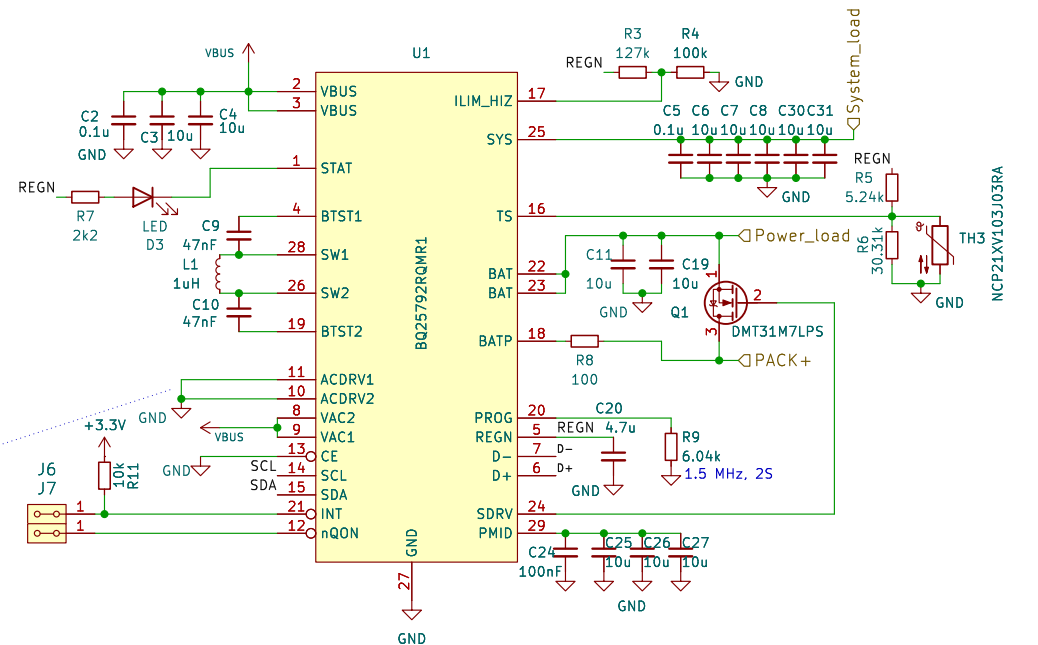 System_load
VBUS
U1
R3
127k
R4
100k
REGN
GND
2
VBUS
3
VBUS
ILIM_HIZ
17
C2
0.1u
C3
10u
C4
10u
GND
C5
C6
C7
C8
C30
C31
0.1u
10u
10u
10u
10u
10u
SYS
25
GND
1
STAT
REGN
R5
5.24k
REGN
R7
2k2
LED
D3
4
BTST1
TS
16
C9
47nF
28
SW1
L1
1uH
26
SW2
C10
47nF
19
BTST2
Power_load
R6
30.31k
TH3
NCP21XV103J03RA
GND
BAT
22
BAT
23
C11
10u
C19
10u
GND
1
2
3
Q1
DMT31M7LPS
BQ25792RQMR1
BATP
18
R8
100
PACK+
11
ACDRV1
10
ACDRV2
GND
8
VAC2
9
VAC1
VBUS
+3.3V
PROG
20
C20
4.7u
REGN
5
REGN
R9
6.04k
1.5 MHz, 2S
13
CE
GND
D-
7
D-
SCL
14
SCL
D+
6
D+
GND
SDA
15
SDA
10k
R11
J6
J7
1
1
21
INT
12
nQON
SDRV
24
PMID
29
C24
100nF
C25
10u
C26
10u
C27
10u
GND
GND
27
GND